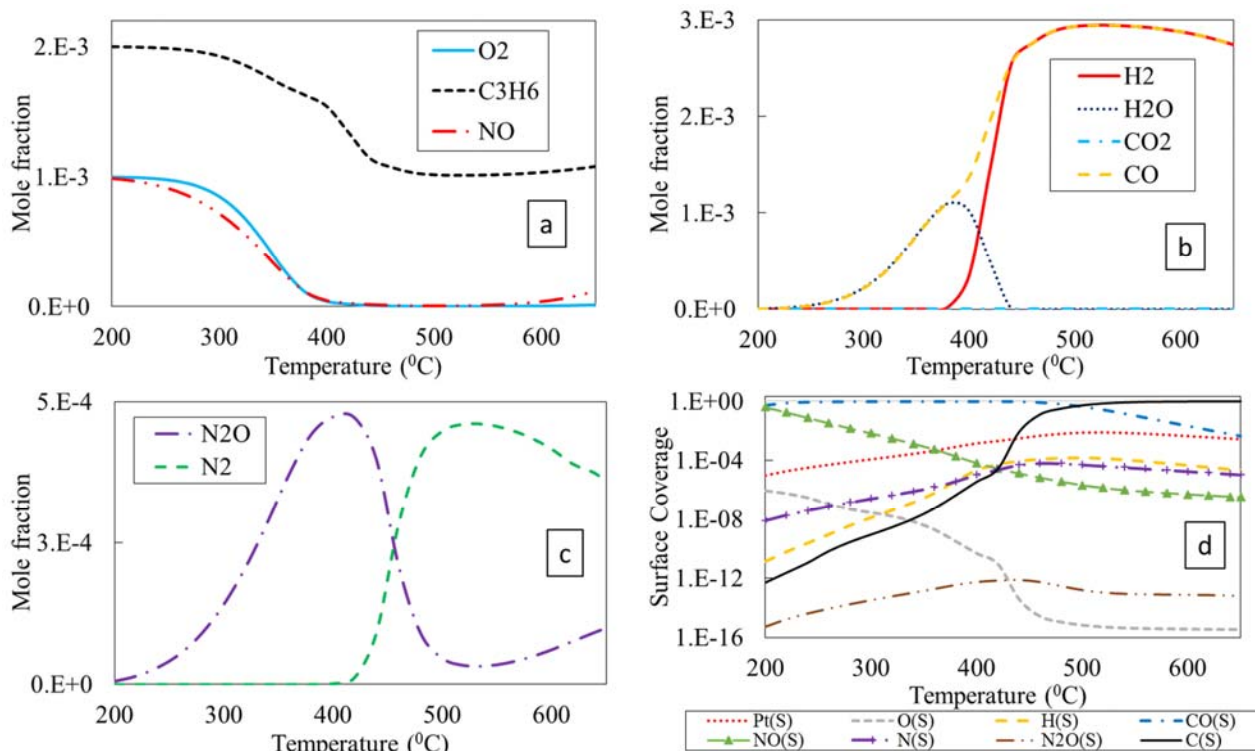 2.E-3
1.E-3
0.E+0
Mole fraction
O2
C3H6
NO
a
200
300
400
500
600
Temperature (⁰C)
3.E-3
2.E-3
1.E-3
0.E+0
Mole fraction
H2
H2O
CO2
CO
b
200
300
400
500
600
Temperature (⁰C)
5.E-4
3.E-4
0.E+0
Mole fraction
N2O
N2
c
200
300
400
500
600
Temperature (⁰C)
1.E+00
1.E-04
1.E-08
1.E-12
1.E-16
Surface Coverage
d
200
300
400
500
600
Temperature (⁰C)
Pt(S) O(S) H(S) CO(S)
NO(S) N(S) N2O(S) C(S)